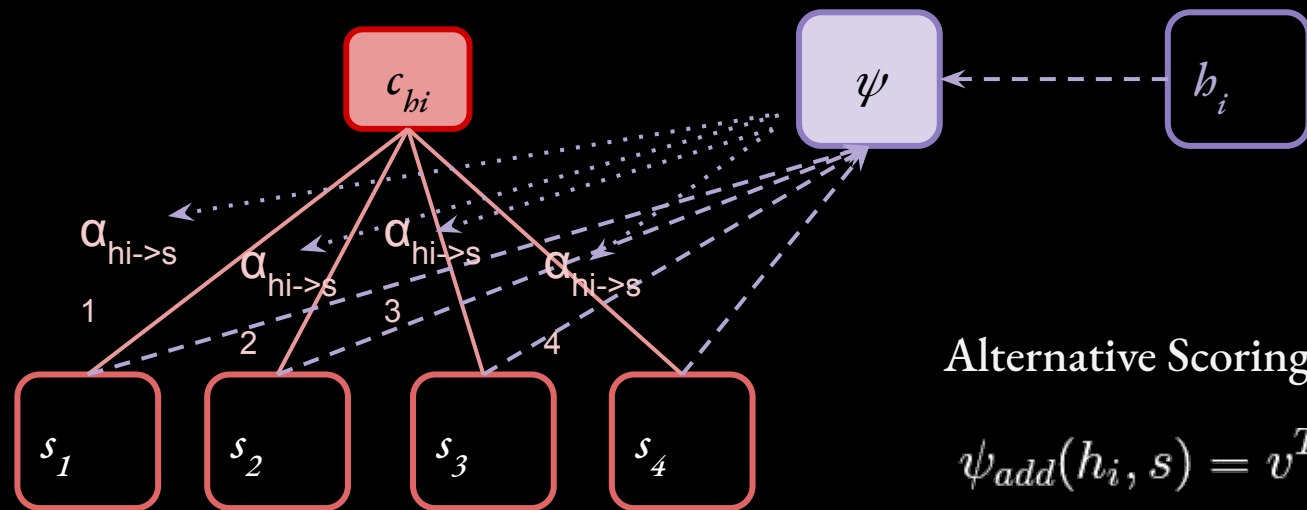 c_hi
ψ
h_i
α_hi->s
1
α_hi->s
2
α_hi->s
3
α_hi->s
4
s_1
s_2
s_3
s_4
Alternative Scoring
ψ_add(h_i, s) = v^T